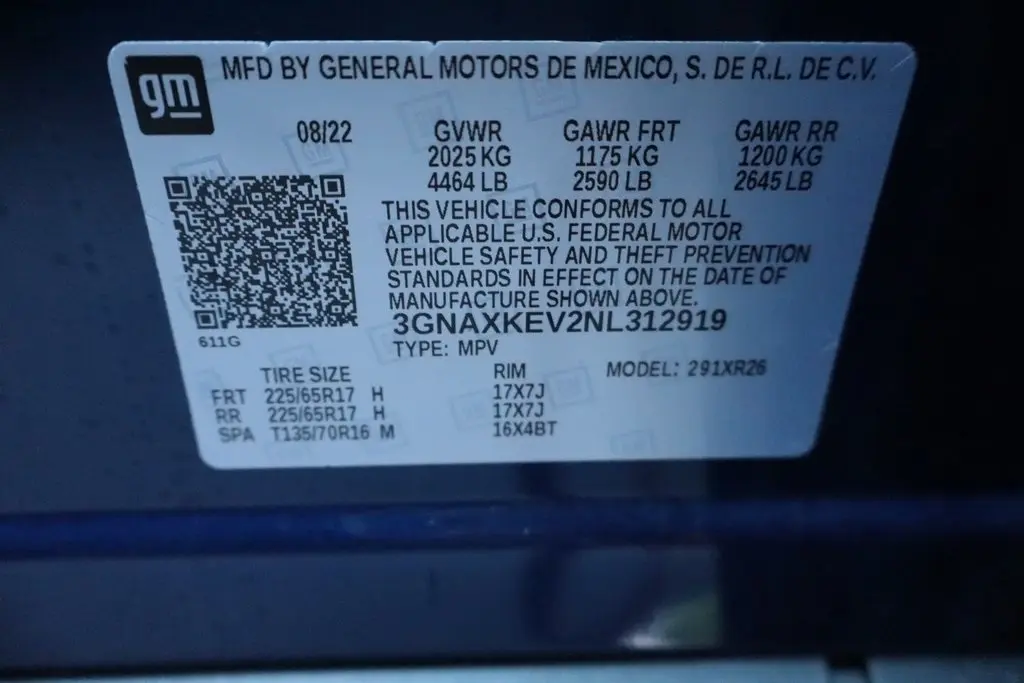 gm MFD BY GENERAL MOTORS DE MEXICO, S. DE R.L. DE C.V.
08/22 GVWR GAWR FRT GAWR RR
2025 KG 1175 KG 1200 KG
4464 LB 2590 LB 2645 LB
THIS VEHICLE CONFORMS TO ALL
APPLICABLE U.S. FEDERAL MOTOR
VEHICLE SAFETY AND THEFT PREVENTION
STANDARDS IN EFFECT ON THE DATE OF
MANUFACTURE SHOWN ABOVE.
3GNAXKEV2NL312919
611G
TYPE: MPV
TIRE SIZE RIM MODEL: 291XR26
FRT 225/65R17 H 17X7J
RR 225/65R17 H 17X7J
SPA T135/70R16 M 16X4BT